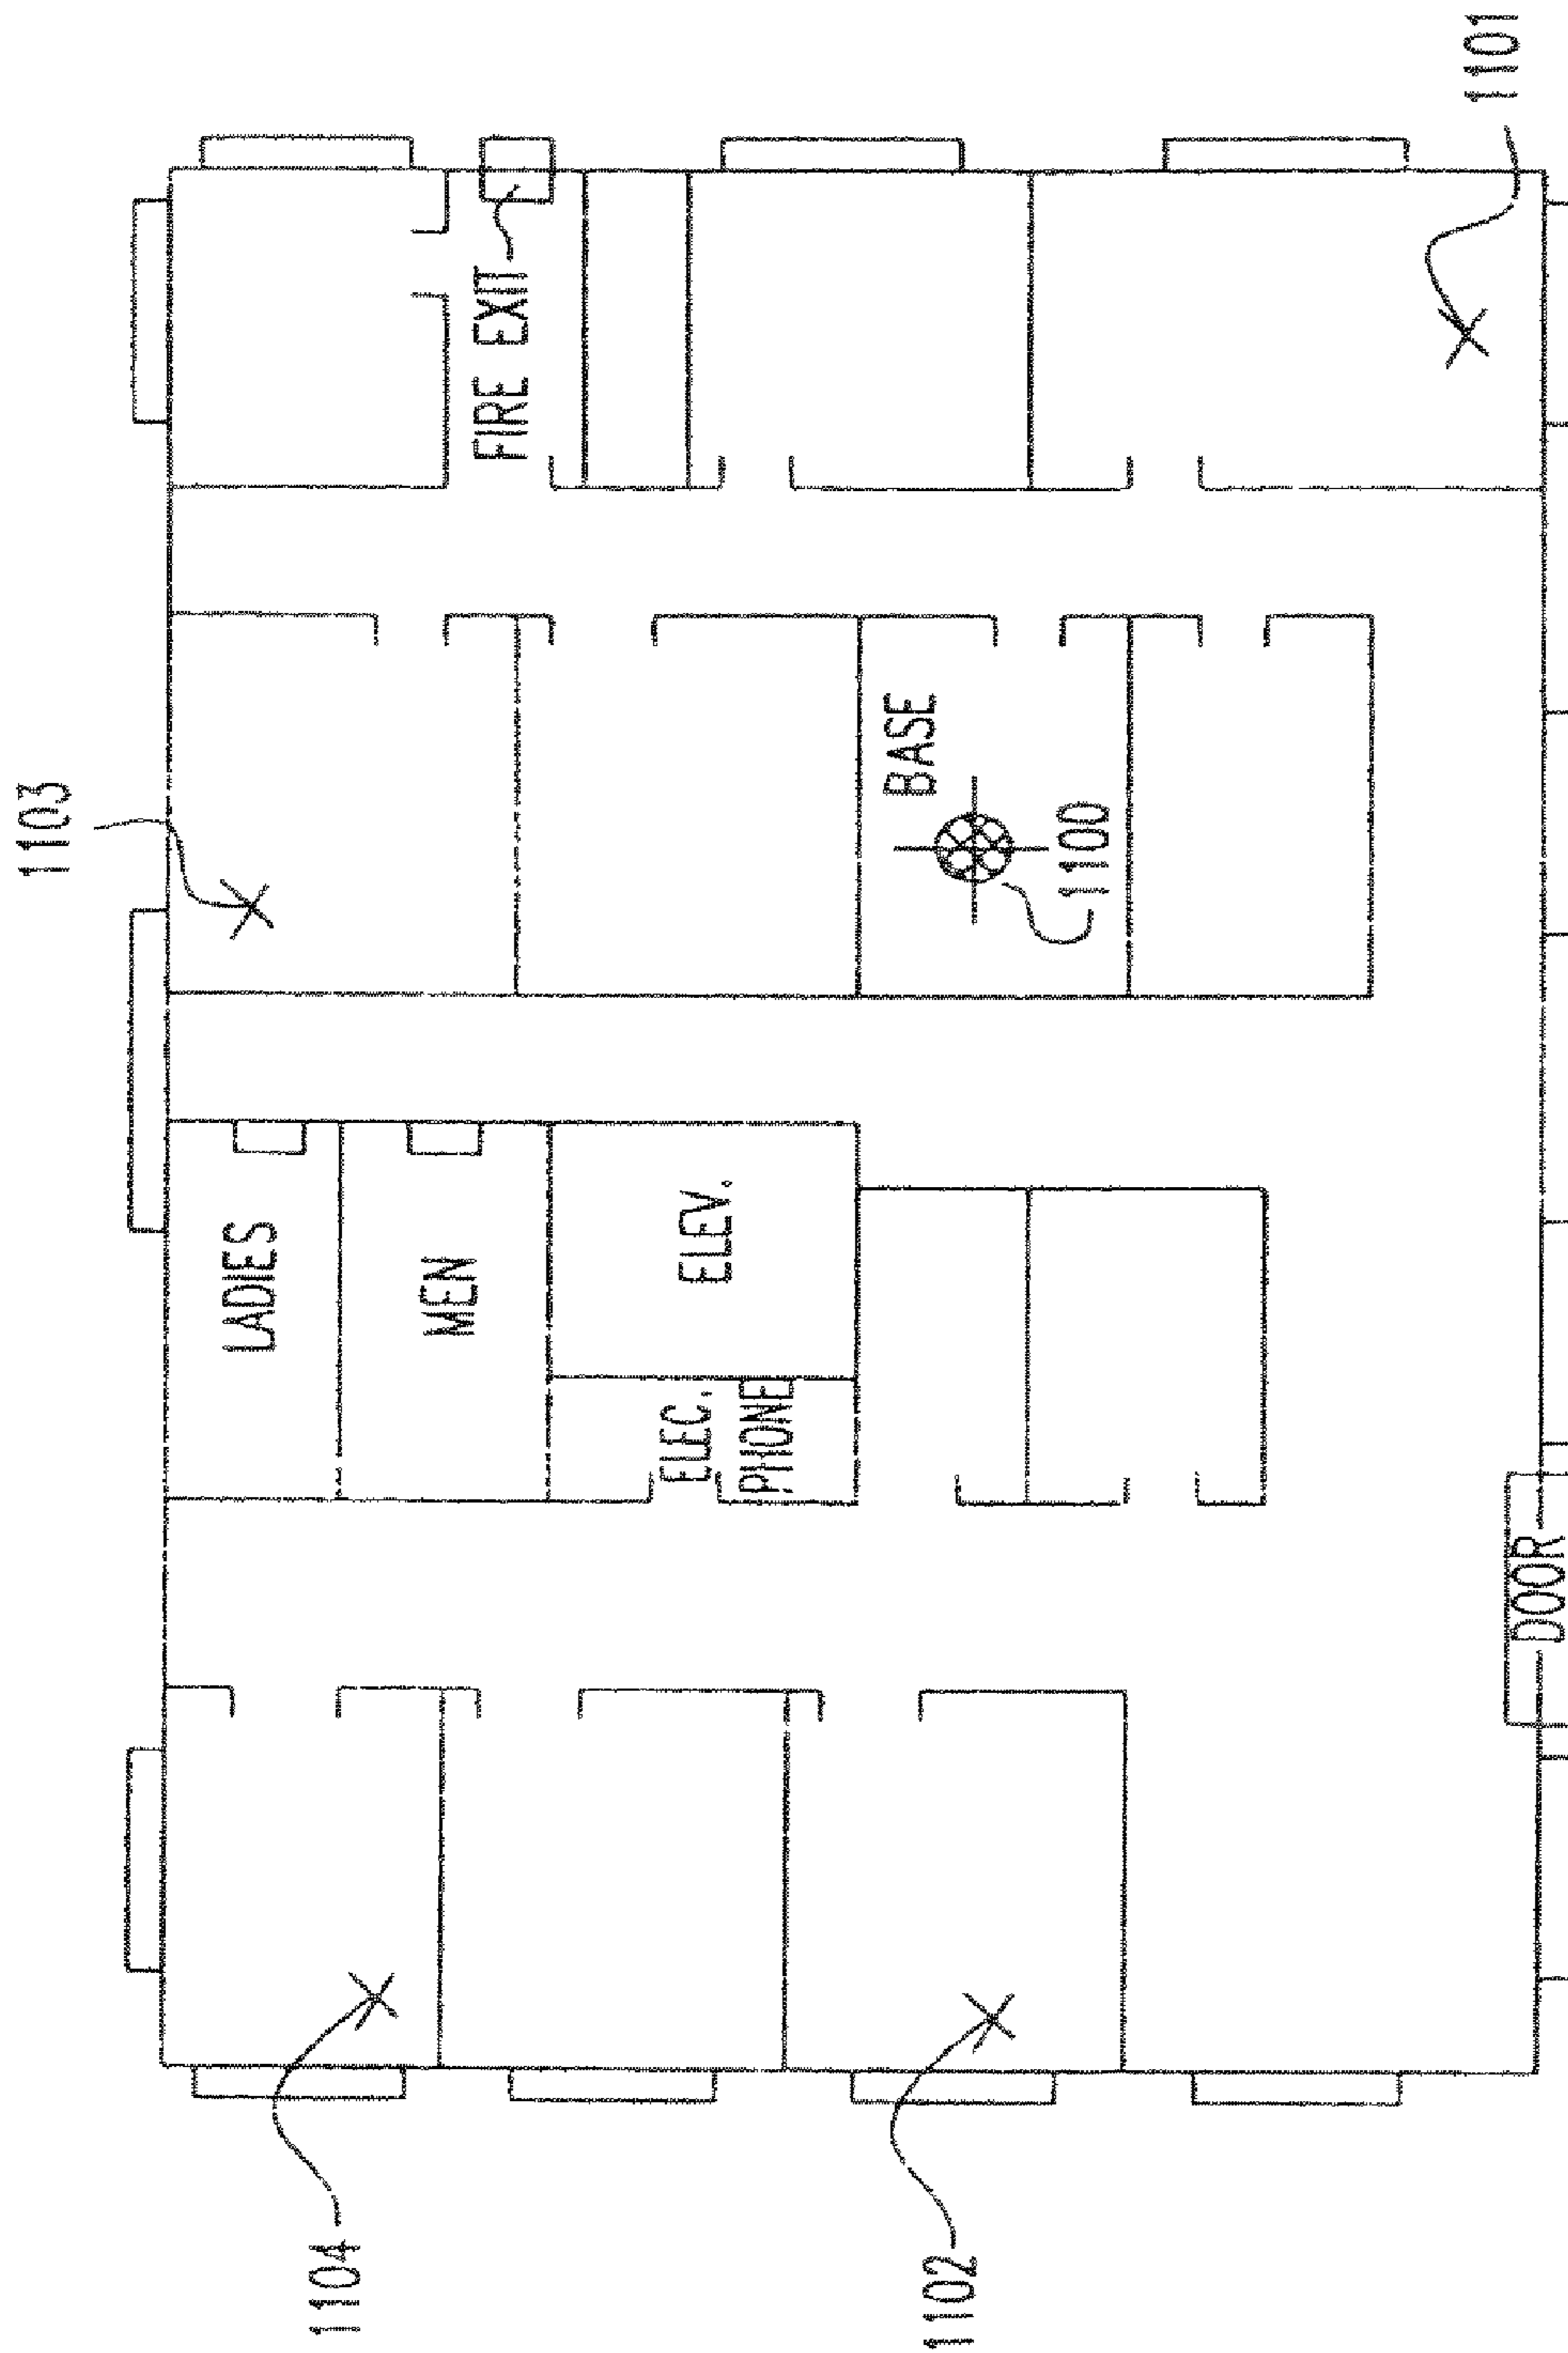 1104
1102
LADIES
MEN
ELEC.
PHONE
ELEV.
DOOR
1103
BASE
1100
FIRE EXIT
1101